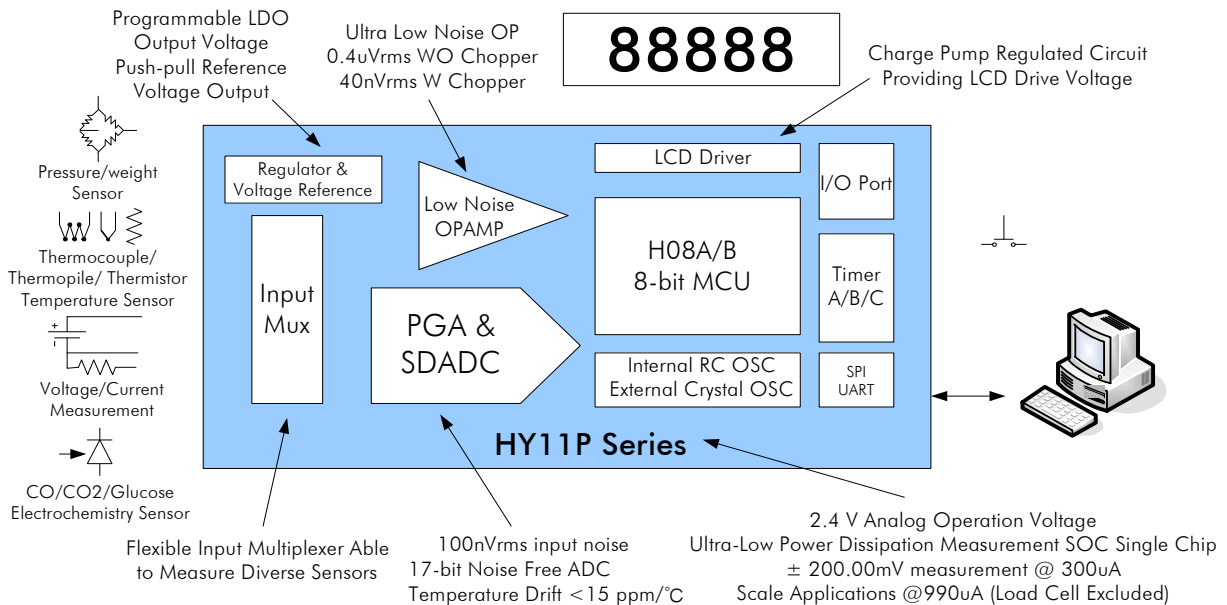 Programmable LDO
Output Voltage
Push-pull Reference
Voltage Output
Ultra Low Noise OP
0.4uVrms WO Chopper
40nVrms W Chopper
88888
Charge Pump Regulated Circuit
Providing LCD Drive Voltage
Pressure/weight
Sensor
Thermocouple/
Thermopile/ Thermistor
Temperature Sensor
+
-
Voltage/Current
Measurement
CO/CO2/Glucose
Electrochemistry Sensor
Regulator &
Voltage Reference
Input
Mux
Low Noise
OPAMP
PGA &
SDADC
LCD Driver
H08A/B
8-bit MCU
Internal RC OSC
External Crystal OSC
I/O Port
Timer
A/B/C
SPI
UART
HY11P Series
Flexible Input Multiplexer Able
to Measure Diverse Sensors
100nVrms input noise
17-bit Noise Free ADC
Temperature Drift <15 ppm/℃
2.4 V Analog Operation Voltage
Ultra-Low Power Dissipation Measurement SOC Single Chip
± 200.00mV measurement @ 300uA
Scale Applications @990uA (Load Cell Excluded)